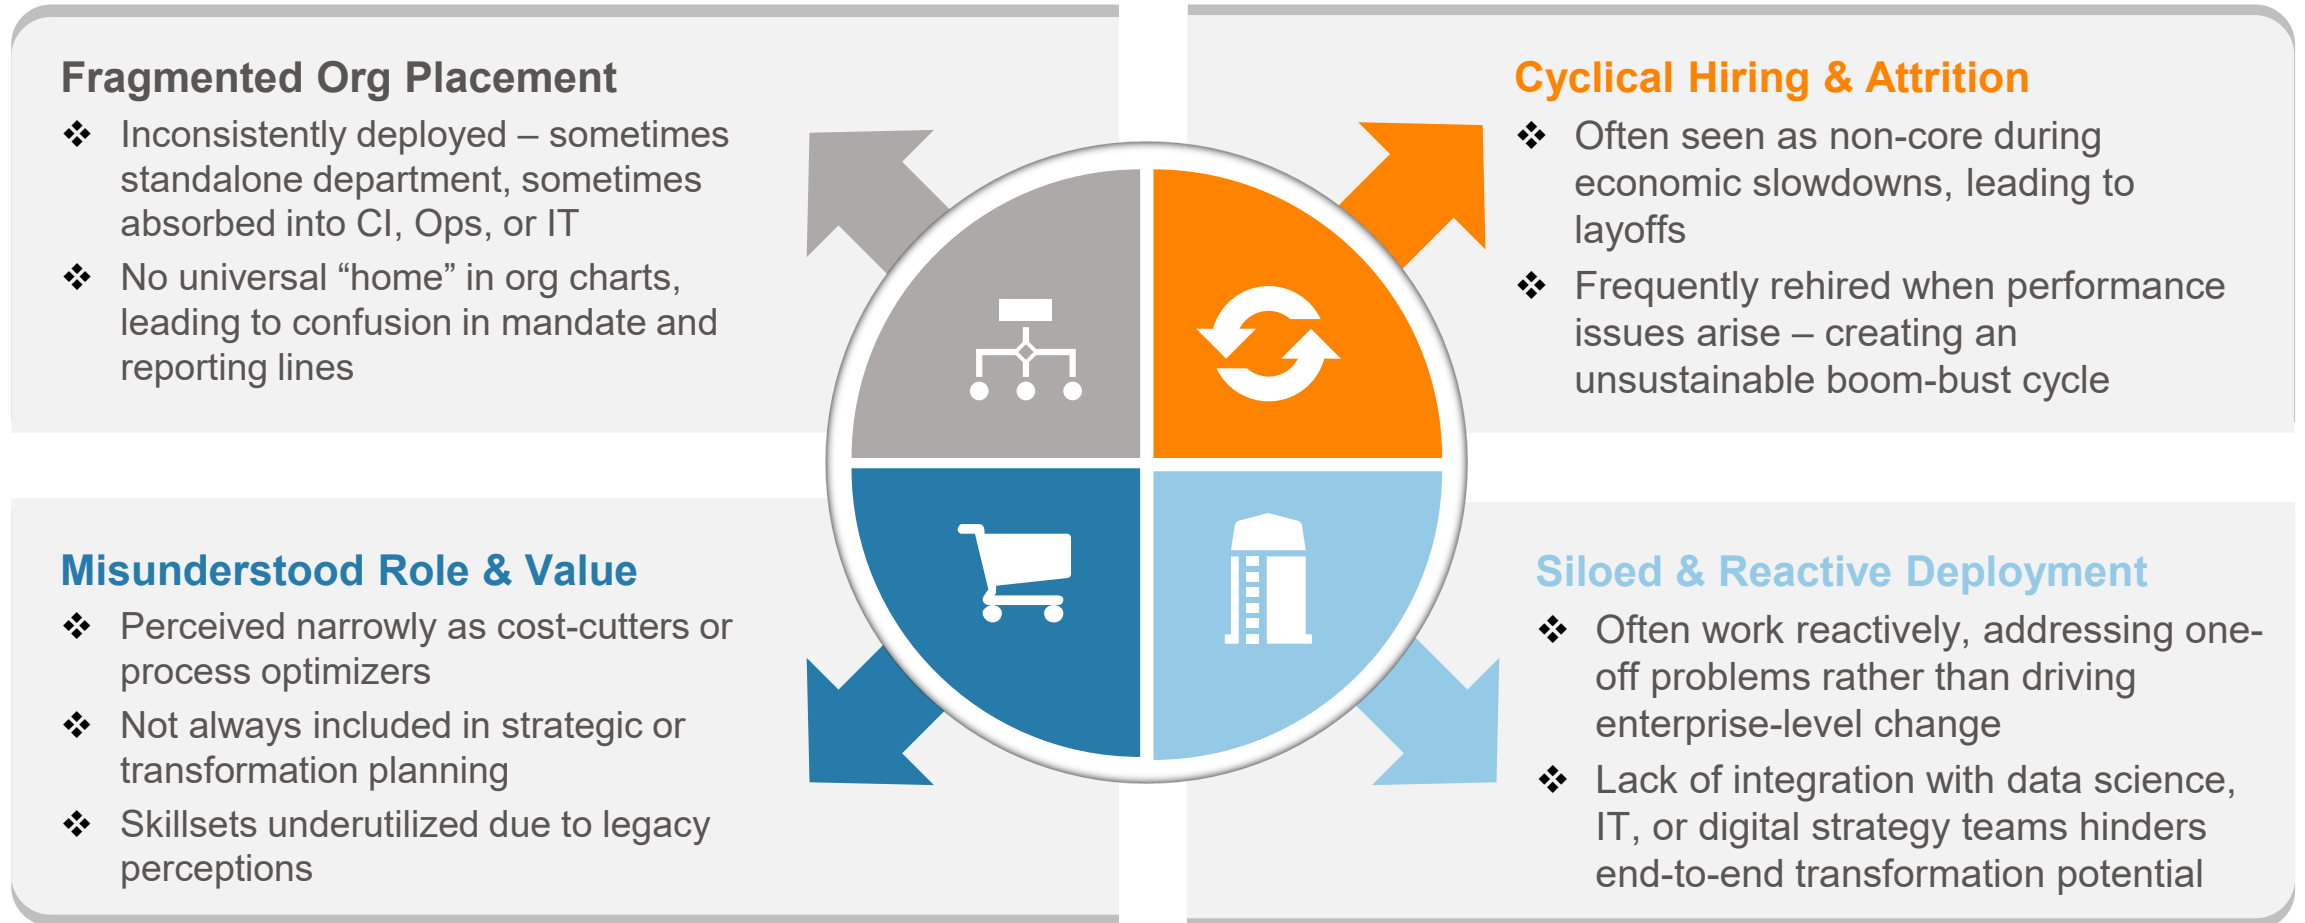 Fragmented Org Placement
❖ Inconsistently deployed – sometimes
standalone department, sometimes
absorbed into CI, Ops, or IT
❖ No universal “home” in org charts,
leading to confusion in mandate and
reporting lines
Cyclical Hiring & Attrition
❖ Often seen as non-core during
economic slowdowns, leading to
layoffs
❖ Frequently rehired when performance
issues arise – creating an
unsustainable boom-bust cycle
Misunderstood Role & Value
❖ Perceived narrowly as cost-cutters or
process optimizers
❖ Not always included in strategic or
transformation planning
❖ Skillsets underutilized due to legacy
perceptions
Siloed & Reactive Deployment
❖ Often work reactively, addressing one-
off problems rather than driving
enterprise-level change
❖ Lack of integration with data science,
IT, or digital strategy teams hinders
end-to-end transformation potential